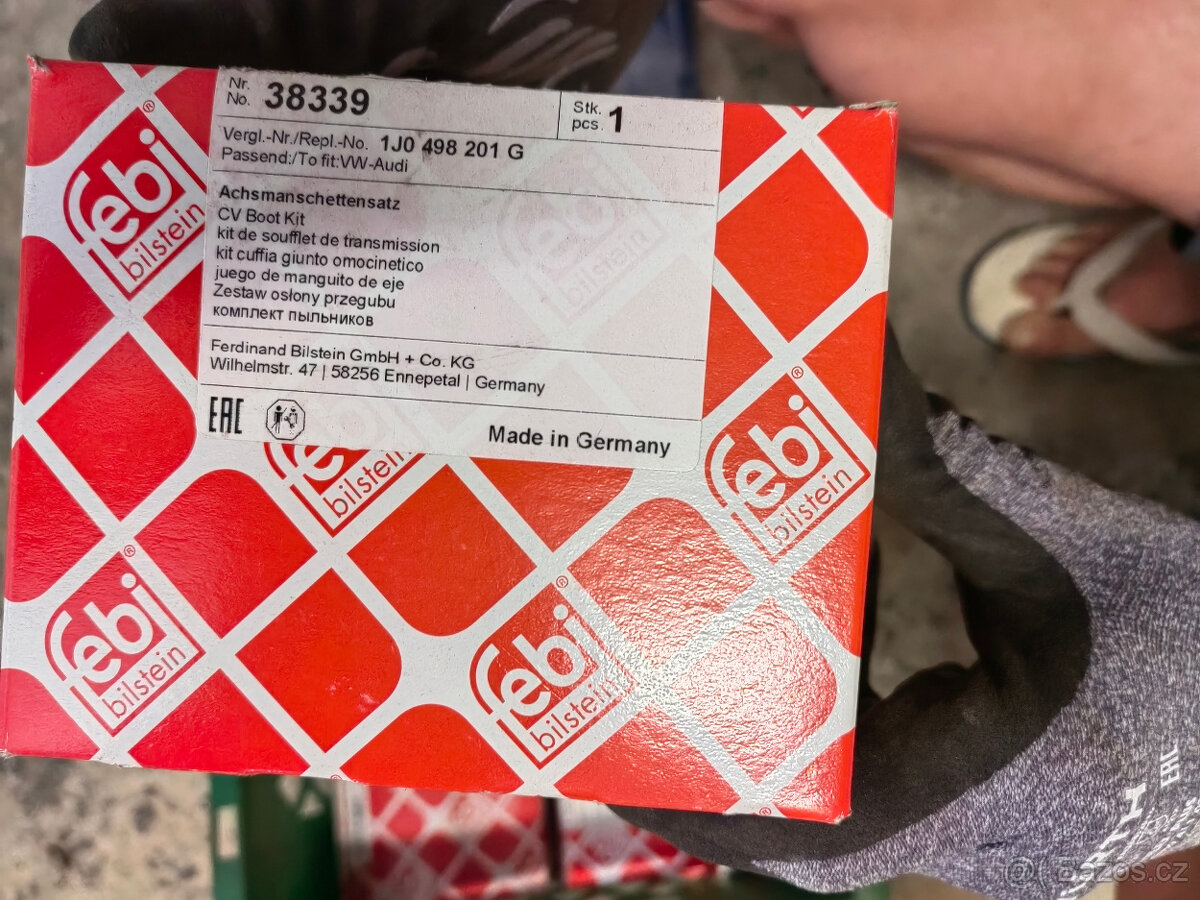 Nr.
No. 38339
Stk.
pcs. 1
Vergl.-Nr./Repl.-No. 1J0 498 201 G
Passend:/To fit:VW-Audi
Achsmanschettensatz
CV Boot Kit
kit de soufflet de transmission
kit cuffia giunto omocinetico
juego de manguito de eje
Zestaw osłony przegubu
комплект пыльников
Ferdinand Bilstein GmbH + Co. KG
Wilhelmstr. 47 | 58256 Ennepetal | Germany
EAC
Made in Germany
febi®
bilstein
febi
bilstein
febi
bilstein
febi®
bilstein
febi®
bilstein
febi®
bilstein
EAC
Bazos.cz